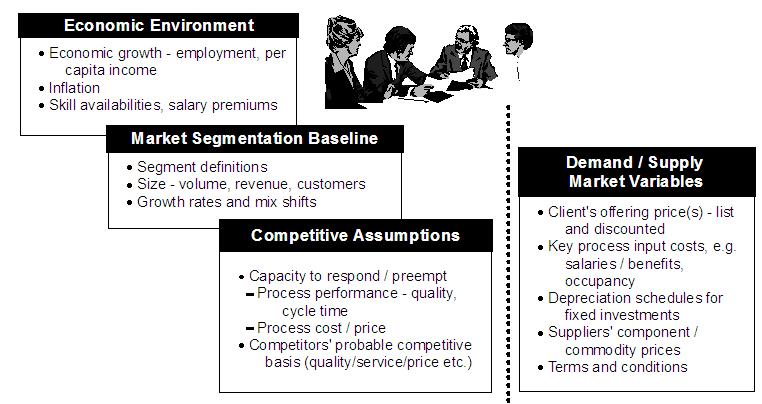 Economic Environment
• Economic growth - employment, per
capita income
• Inflation
• Skill availabilities, salary premiums
Market Segmentation Baseline
• Segment definitions
• Size - volume, revenue, customers
• Growth rates and mix shifts
Competitive Assumptions
• Capacity to respond / preempt
– Process performance - quality,
cycle time
– Process cost / price
• Competitors' probable competitive
basis (quality/service/price etc.)
Demand / Supply
Market Variables
• Client's offering price(s) - list
and discounted
• Key process input costs, e.g.
salaries / benefits,
occupancy
• Depreciation schedules for
fixed investments
• Suppliers' component /
commodity prices
• Terms and conditions